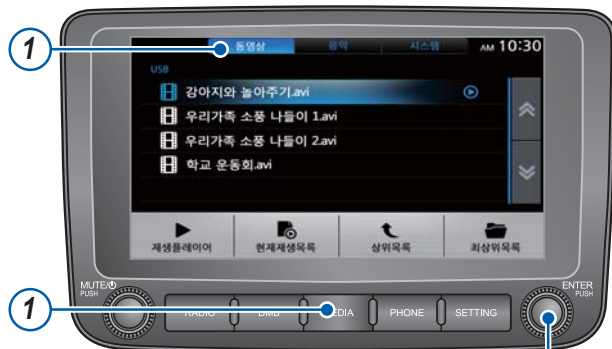 1
동영상 음악 시스템 AM 10:30
USB
강아지와 놀아주기.avi
우리가족 소풍 나들이 1.avi
우리가족 소풍 나들이 2.avi
학교 운동회.avi
재생플레이어 현재재생목록 상위목록 최상위목록
MUTE/ ENTER
PUSH PUSH
1 RADIO DMB MEDIA PHONE SETTING